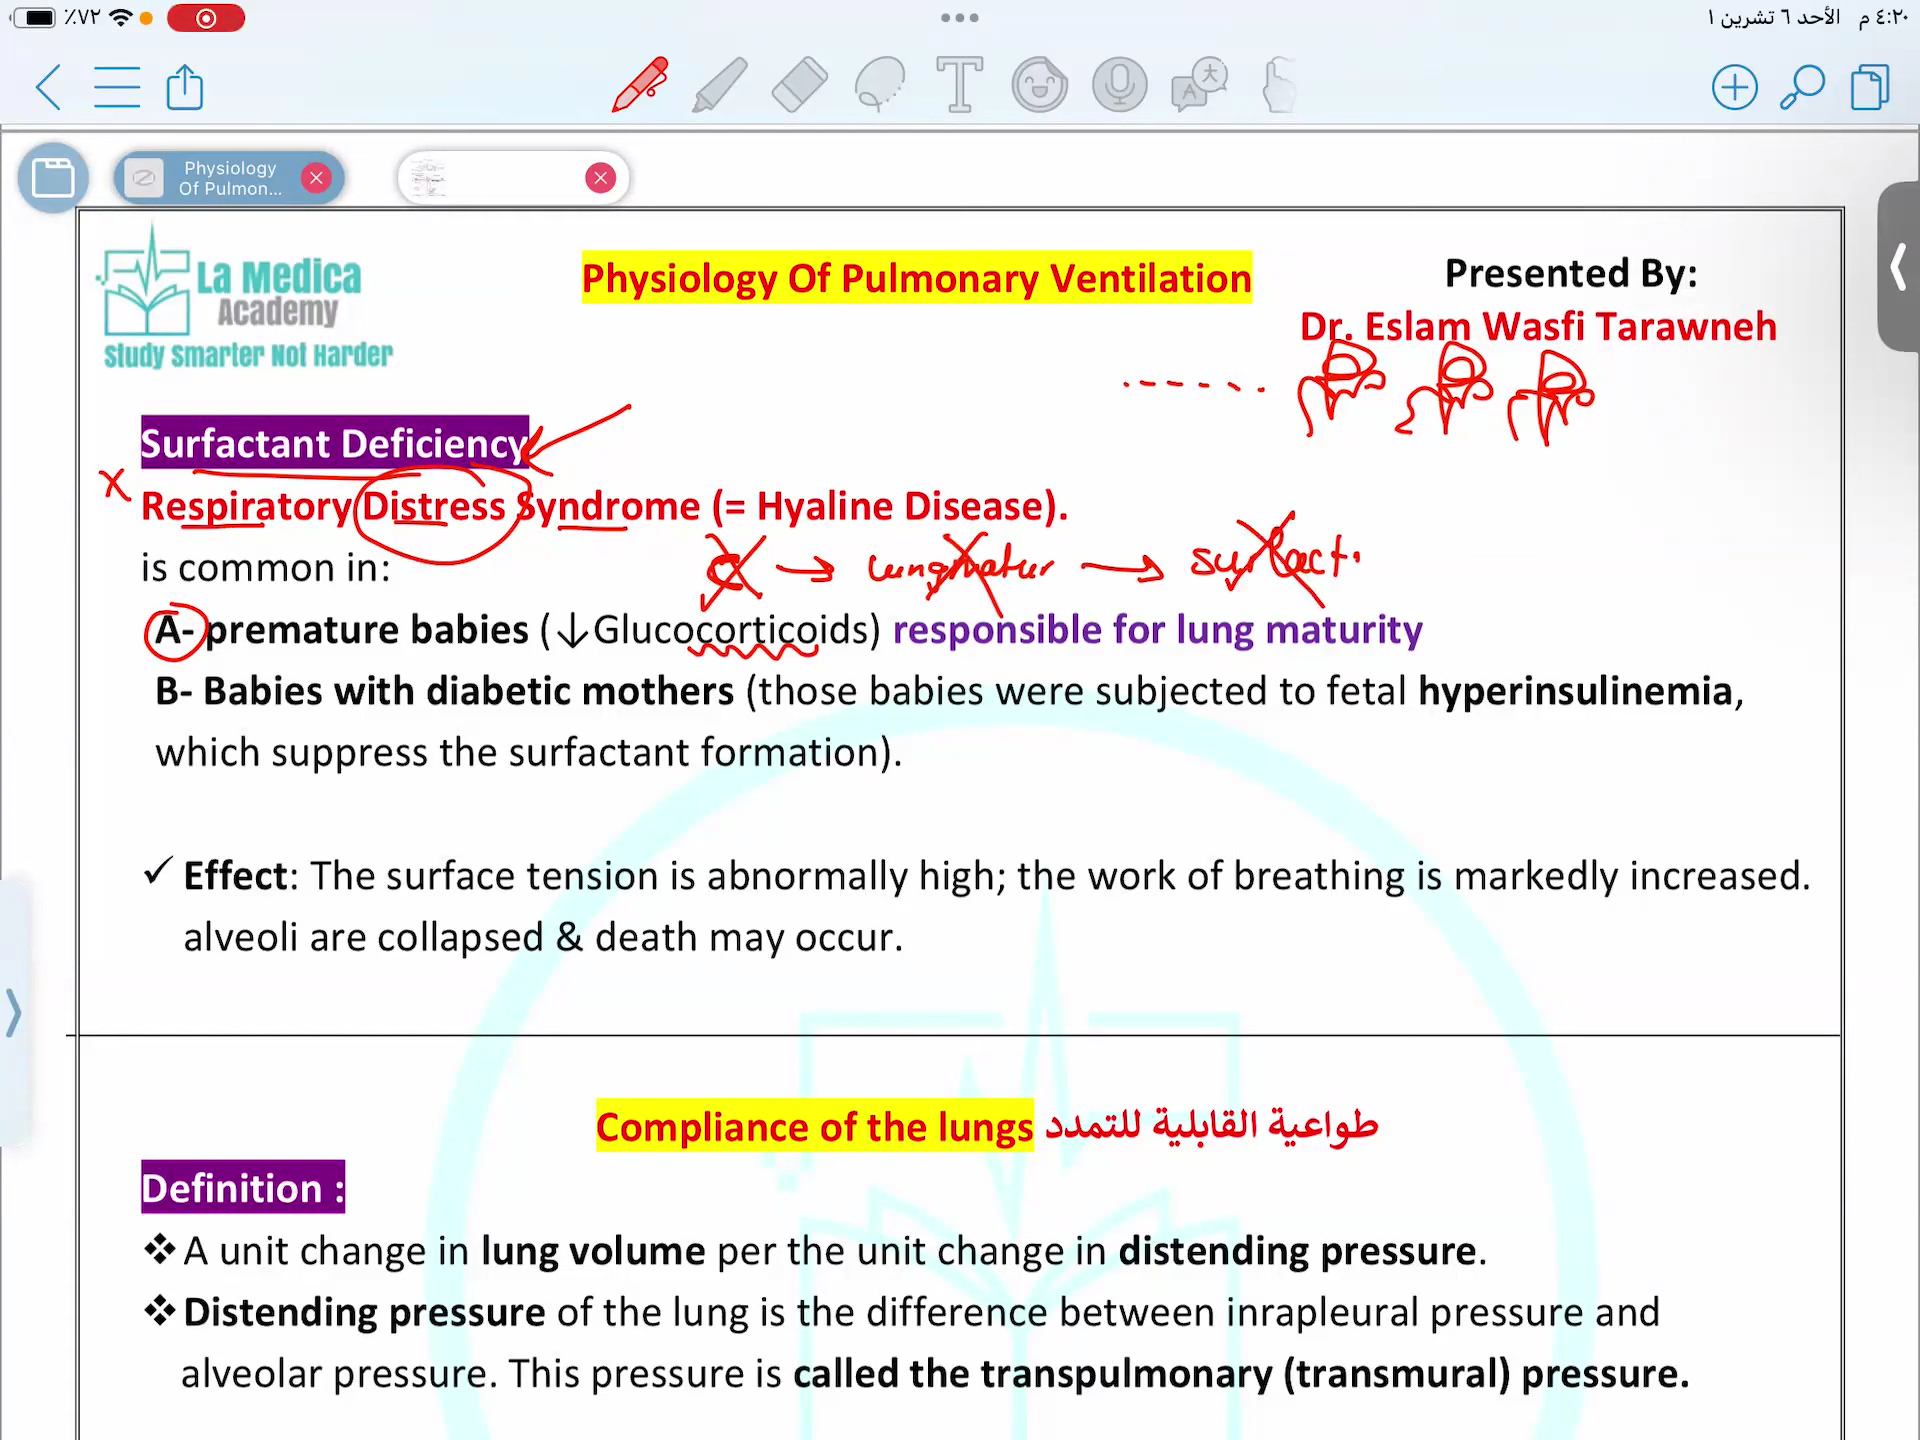 ٪٧٢
٤:٢٠ م الأحد ٦ تشرين ١
Physiology
Of Pulmon...
La Medica
Academy
Study Smarter Not Harder
Physiology Of Pulmonary Ventilation
Presented By:
Dr. Eslam Wasfi Tarawneh
Surfactant Deficiency
Respiratory Distress Syndrome (= Hyaline Disease).
is common in:
C → lung matur → surfact.
A- premature babies (↓Glucocorticoids) responsible for lung maturity
B- Babies with diabetic mothers (those babies were subjected to fetal hyperinsulinemia,
which suppress the surfactant formation).
✓ Effect: The surface tension is abnormally high; the work of breathing is markedly increased.
alveoli are collapsed & death may occur.
Compliance of the lungs طواعية القابلية للتمدد
Definition :
❖ A unit change in lung volume per the unit change in distending pressure.
❖ Distending pressure of the lung is the difference between inrapleural pressure and
alveolar pressure. This pressure is called the transpulmonary (transmural) pressure.